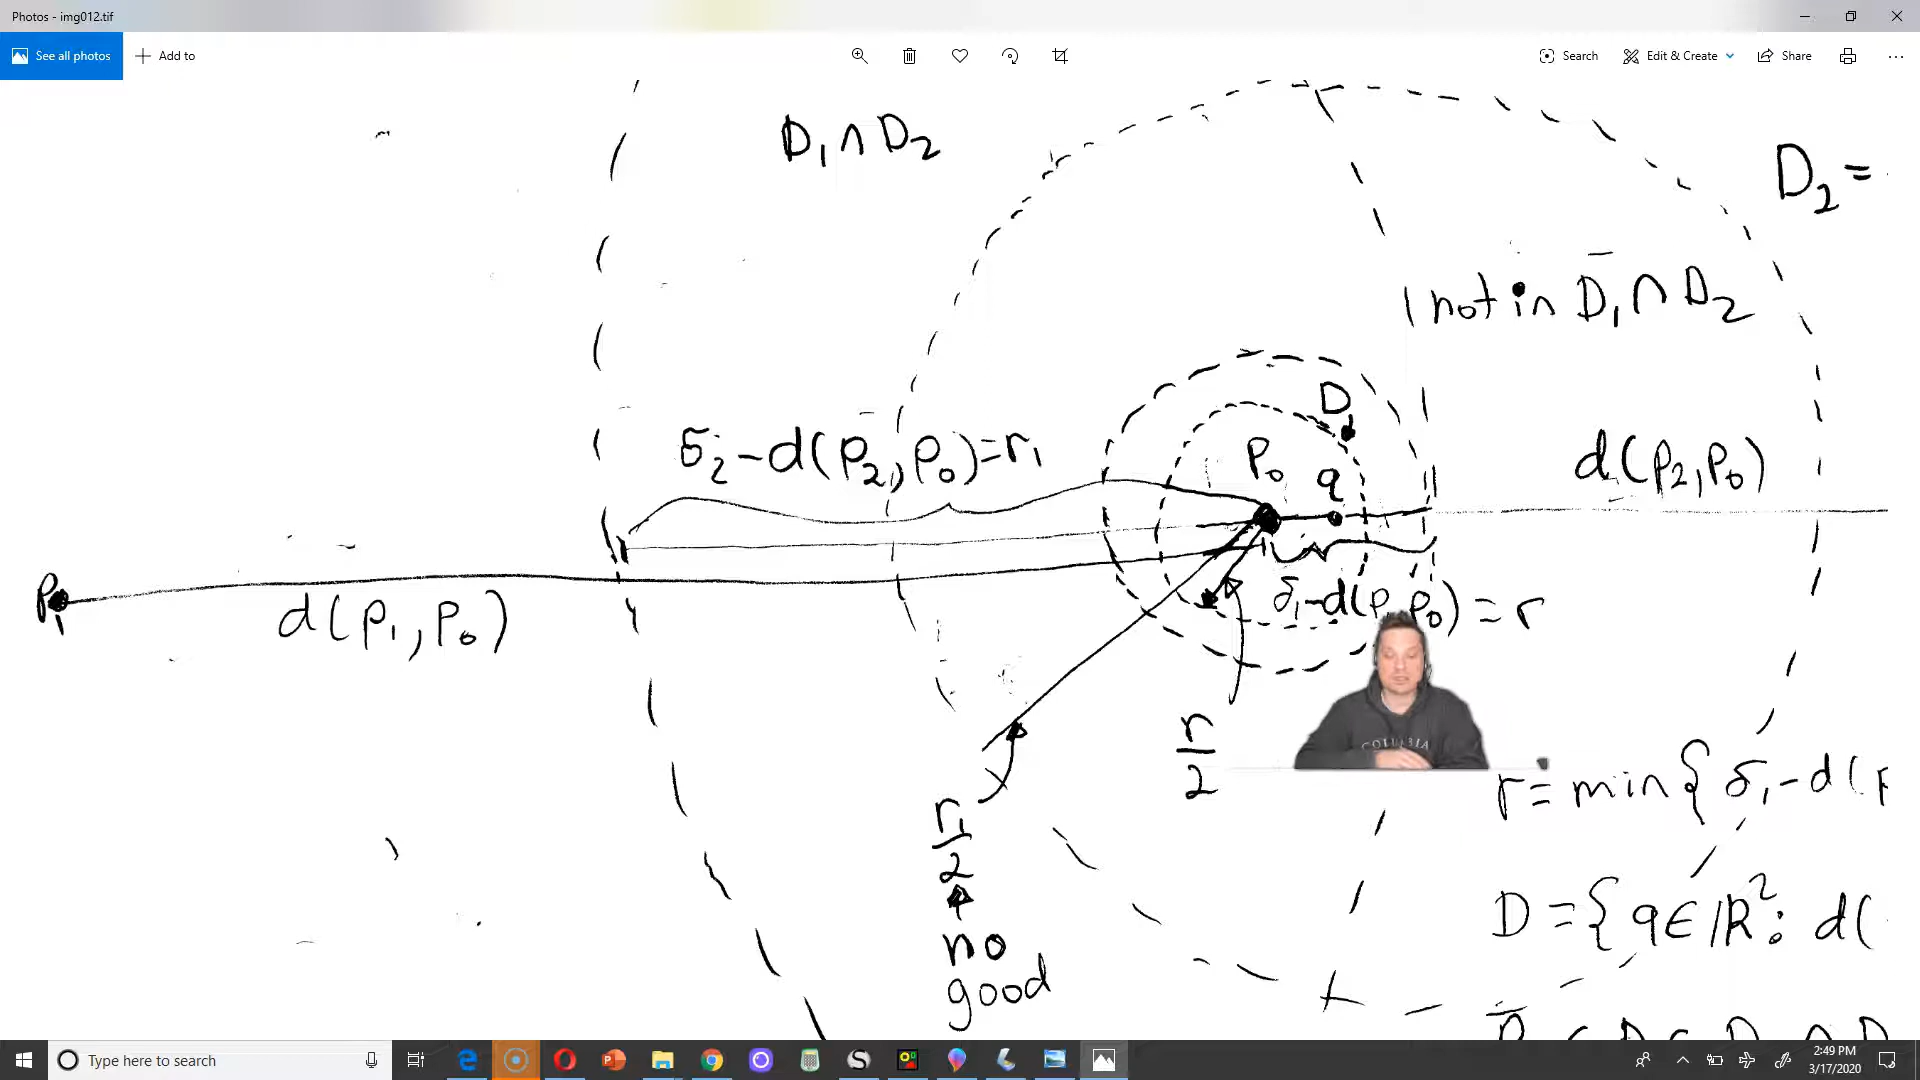 Photos - img012.tif
See all photos
Add to
Search
Edit & Create
Share
D₁ ∩ D₂
D₂ =
not in D₁ ∩ D₂
D
δ₂ - d(p₂, p₀) = r₁
p₀
q
d(p₂, p₀)
p₁
d(p₁, p₀)
δ₁ - d(p, p₀) = r
r/2
COLUMBIA
r = min{ δ₁ - d(p
r₁/2
D = { q ∈ ℝ²: d(
no
good
Type here to search
2:49 PM
3/17/2020